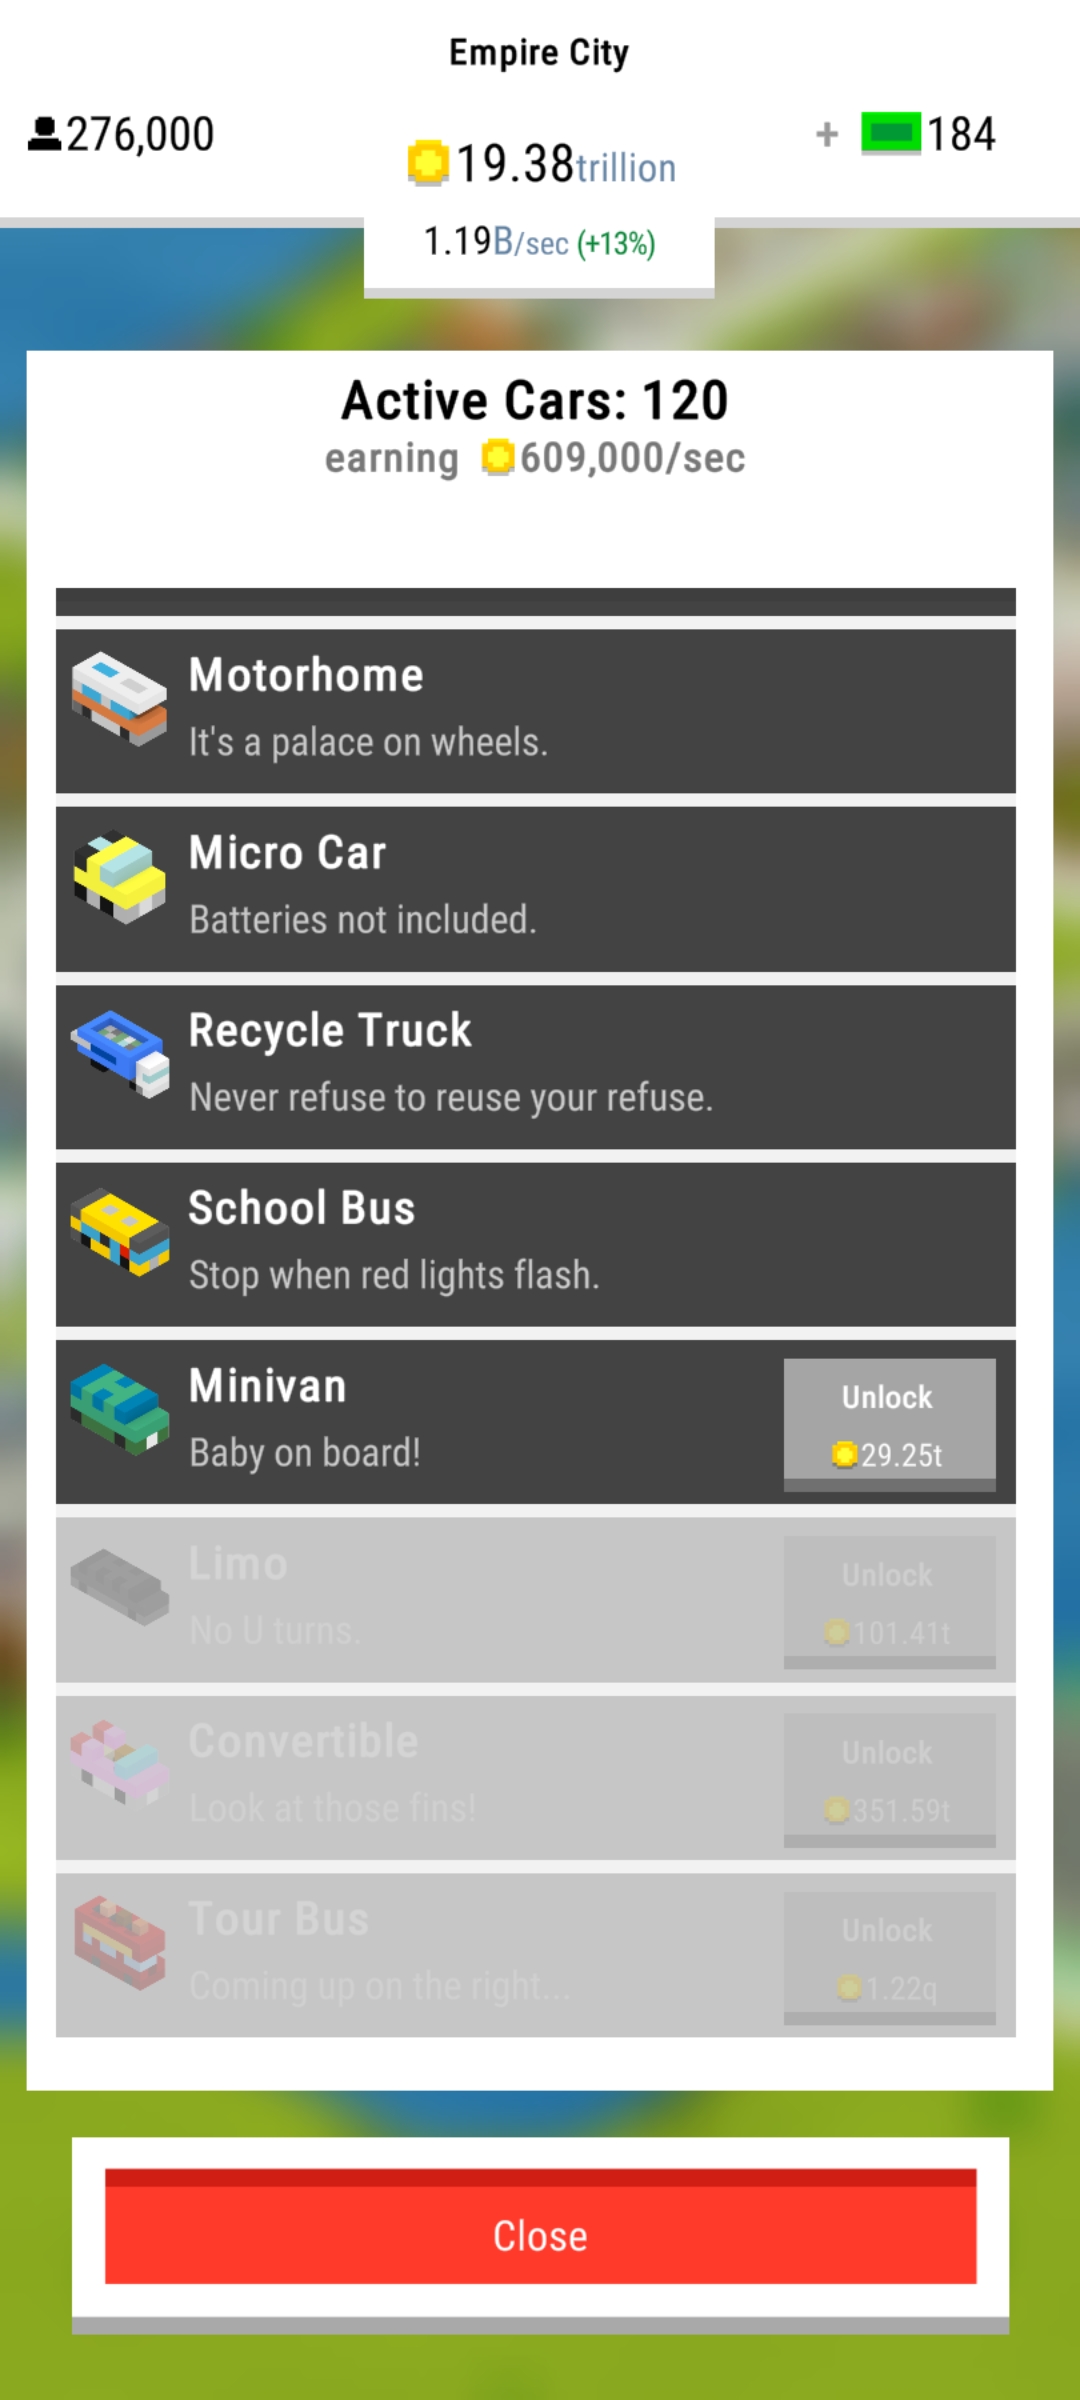 Empire City
276,000
+ 184
19.38trillion
1.19B/sec (+13%)
Active Cars: 120
earning 609,000/sec
Motorhome
It's a palace on wheels.
Micro Car
Batteries not included.
Recycle Truck
Never refuse to reuse your refuse.
School Bus
Stop when red lights flash.
Minivan
Baby on board!
Unlock
29.25t
Limo
No U turns.
Unlock
101.41t
Convertible
Look at those fins!
Unlock
351.59t
Tour Bus
Coming up on the right...
Unlock
1.22q
Close